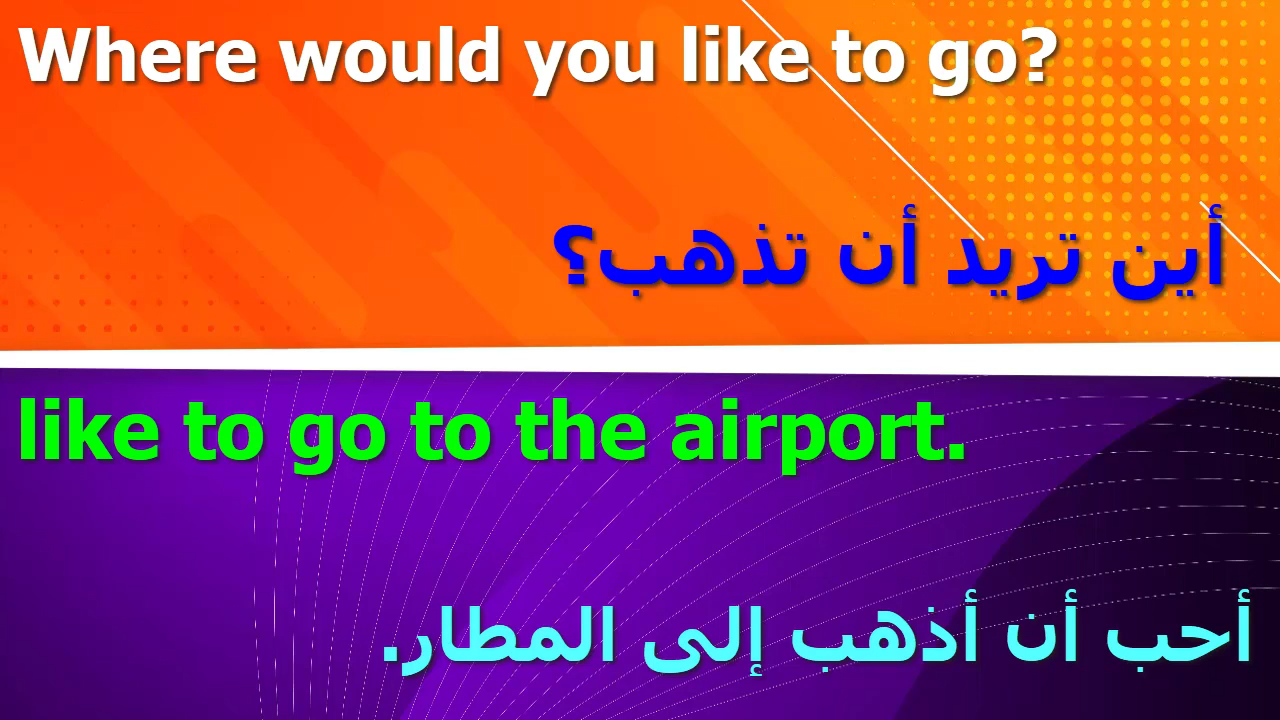 Where would you like to go?
أين تريد أن تذهب؟
like to go to the airport.
أحب أن أذهب إلى المطار.